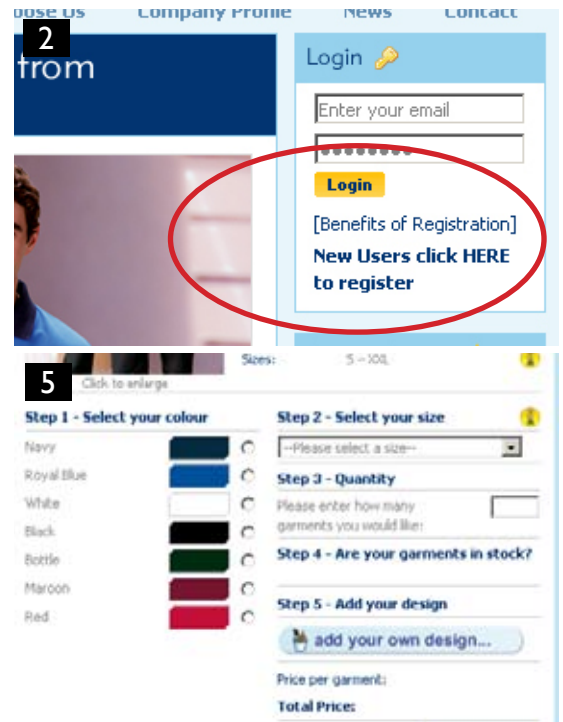 Choose Us Company Profile News Contact
2
from
Login
Enter your email
Login
[Benefits of Registration]
New Users click HERE
to register
5
Sizes: S - XXL
Click to enlarge
Step 1 - Select your colour
Navy
Royal Blue
White
Black
Bottle
Maroon
Red
Step 2 - Select your size
--Please select a size--
Step 3 - Quantity
Please enter how many
garments you would like:
Step 4 - Are your garments in stock?
Step 5 - Add your design
add your own design...
Price per garment:
Total Price: